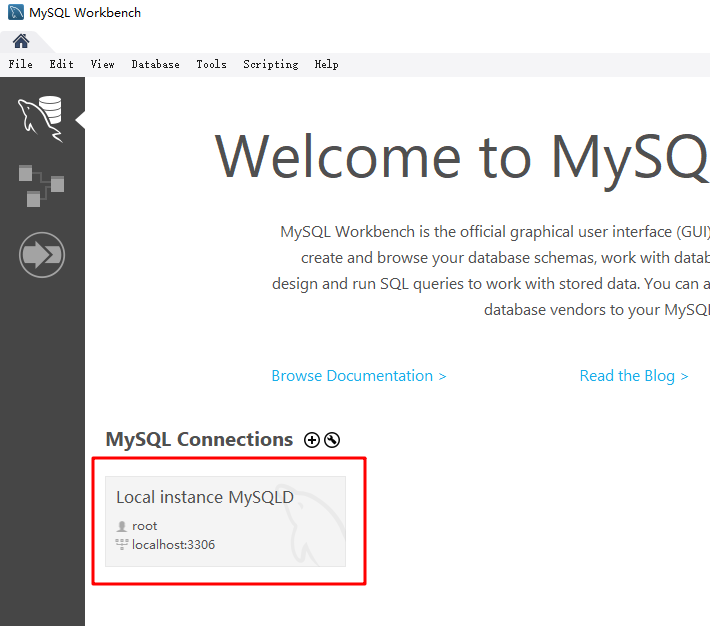 MySQL Workbench
File Edit View Database Tools Scripting Help
Welcome to MySQ
MySQL Workbench is the official graphical user interface (GUI)
create and browse your database schemas, work with datab
design and run SQL queries to work with stored data. You can a
database vendors to your MySQL
Browse Documentation > Read the Blog >
MySQL Connections
Local instance MySQLD
root
localhost:3306